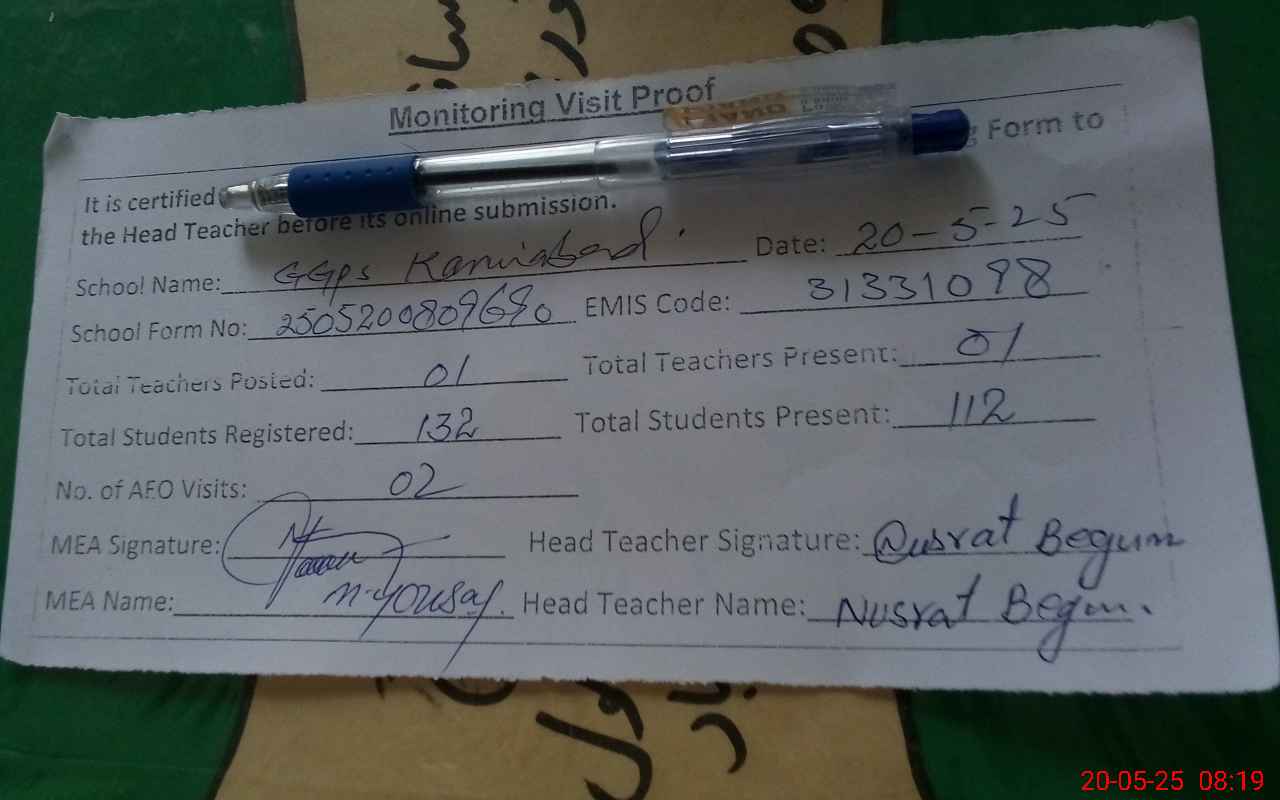 Monitoring Visit Proof
It is certified Form to
the Head Teacher before its online submission.
School Name: GGPS Date: 20-5-25
School Form No: 2505200809690 EMIS Code: 31331098
Total Teachers Posted: 01 Total Teachers Present: 01
Total Students Registered: 132 Total Students Present: 112
No. of AEO Visits: 02
MEA Signature: Head Teacher Signature: Nusrat Begum
MEA Name: M.Yousaf Head Teacher Name: Nusrat Begum.
20-05-25 08:19